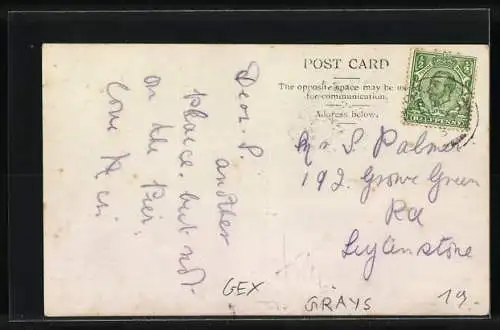 POST CARD
The opposite space may be used
for communication.
Address below.
HALFPENNY
Dear S.
another
place. but not
on the Pier.
Love
Mr S. Palmer
192. Grove Green
Rd
Leytonstone
GEX
GRAYS
19.